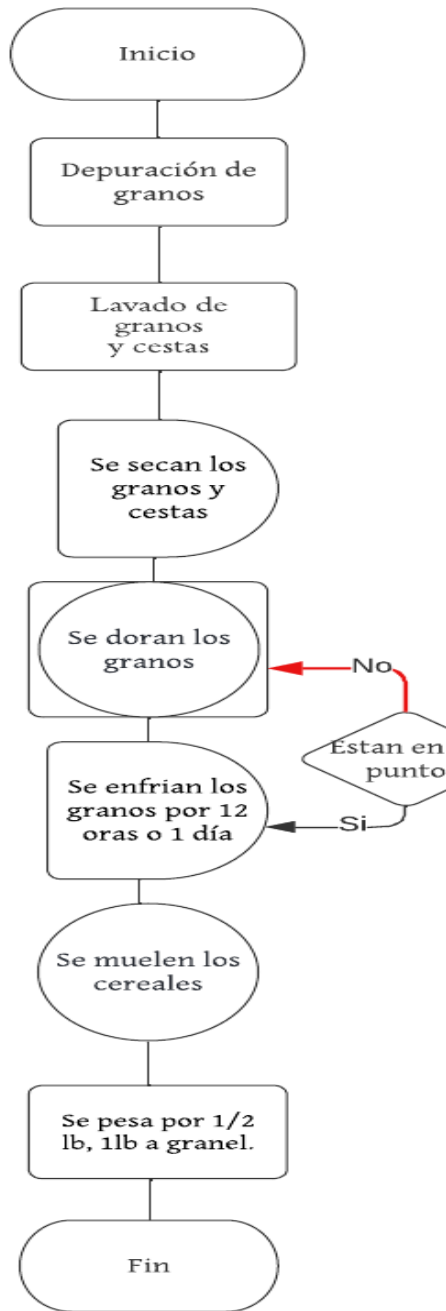 Inicio
Depuración de
granos
Lavado de
granos
y cestas
Se secan los
granos y
cestas
Se doran los
granos
No
Estan en
punto
Se enfrian los
granos por 12
oras o 1 día
Si
Se muelen los
cereales
Se pesa por 1/2
lb, 1lb a granel.
Fin